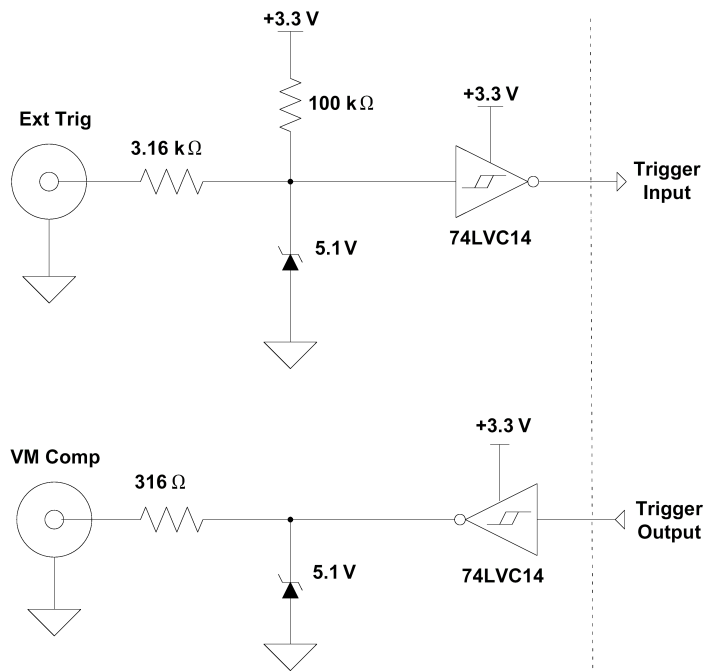 +3.3 V
100 kΩ
+3.3 V
Ext Trig
3.16 kΩ
Trigger
Input
74LVC14
5.1 V
+3.3 V
VM Comp
316 Ω
Trigger
Output
5.1 V
74LVC14